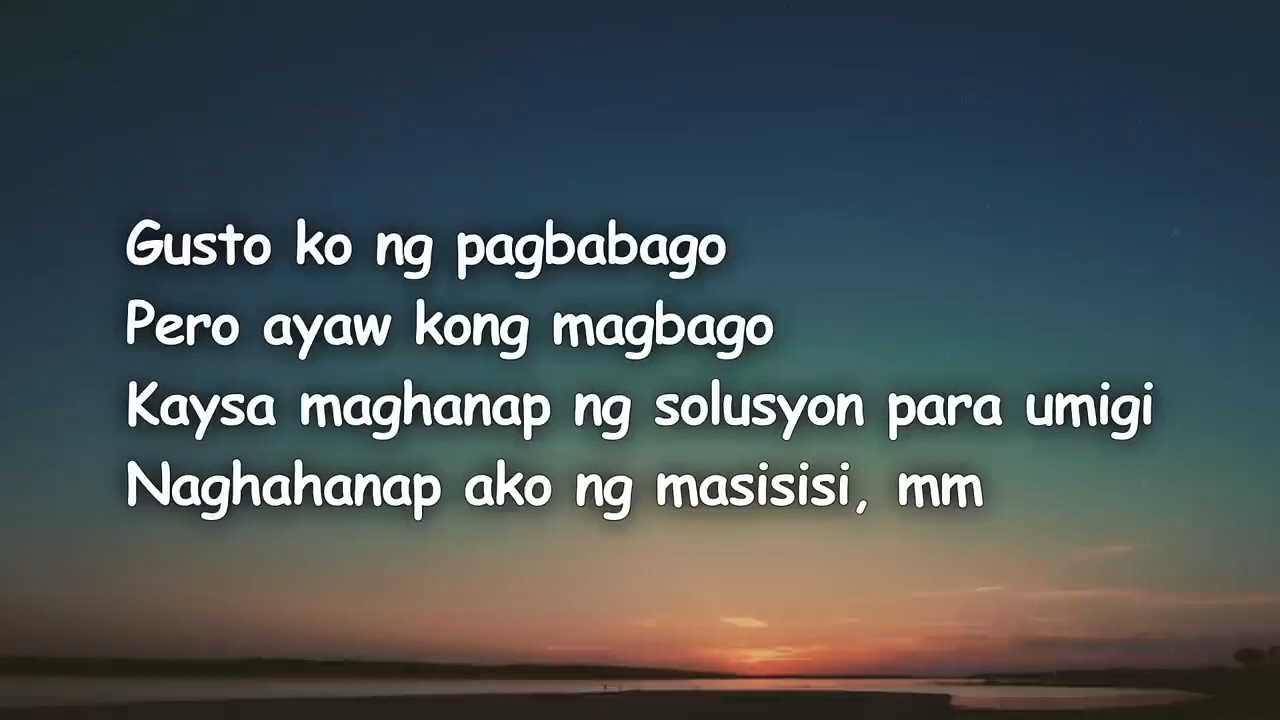 Gusto ko ng pagbabago
Pero ayaw kong magbago
Kaysa maghanap ng solusyon para umigi
Naghahanap ako ng masisisi, mm